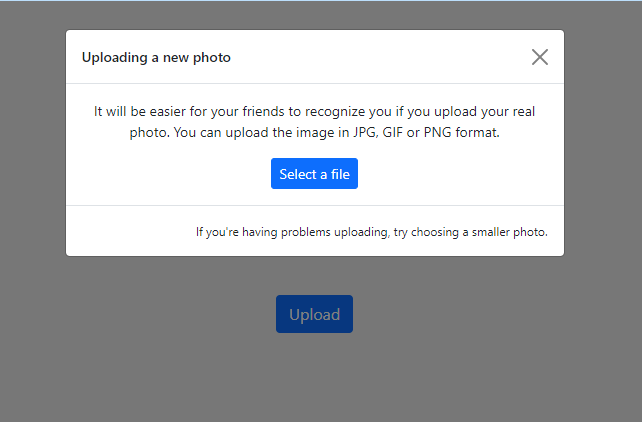 Uploading a new photo
It will be easier for your friends to recognize you if you upload your real
photo. You can upload the image in JPG, GIF or PNG format.
Select a file
If you're having problems uploading, try choosing a smaller photo.
Upload